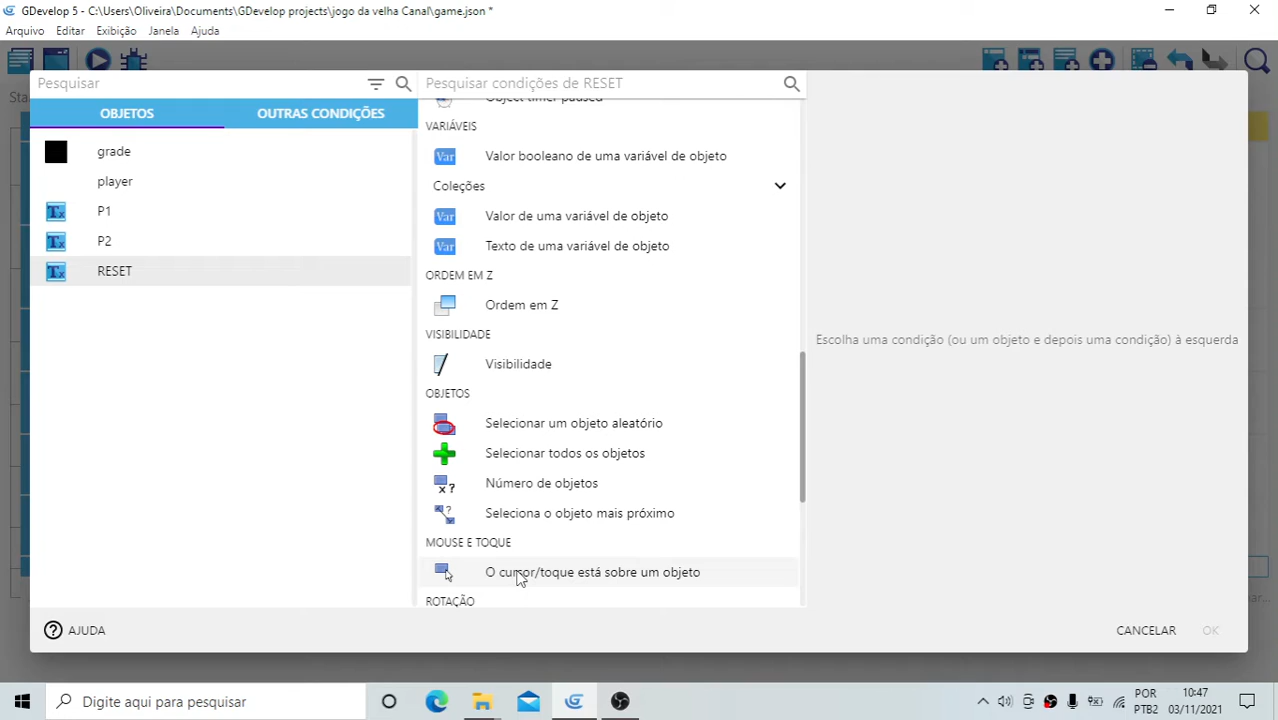 GDevelop 5 - C:\Users\Oliveira\Documents\GDevelop projects\jogo da velha Canal\game.json *
Arquivo Editar Exibição Janela Ajuda
Pesquisar
Pesquisar condições de RESET
OBJETOS
OUTRAS CONDIÇÕES
grade
player
P1
P2
RESET
Object timer paused
VARIÁVEIS
Valor booleano de uma variável de objeto
Coleções
Valor de uma variável de objeto
Texto de uma variável de objeto
ORDEM EM Z
Ordem em Z
VISIBILIDADE
Visibilidade
OBJETOS
Selecionar um objeto aleatório
Selecionar todos os objetos
Número de objetos
Seleciona o objeto mais próximo
MOUSE E TOQUE
O cursor/toque está sobre um objeto
ROTAÇÃO
Escolha uma condição (ou um objeto e depois uma condição) à esquerda
AJUDA
CANCELAR
OK
Digite aqui para pesquisar
POR
PTB2
10:47
03/11/2021